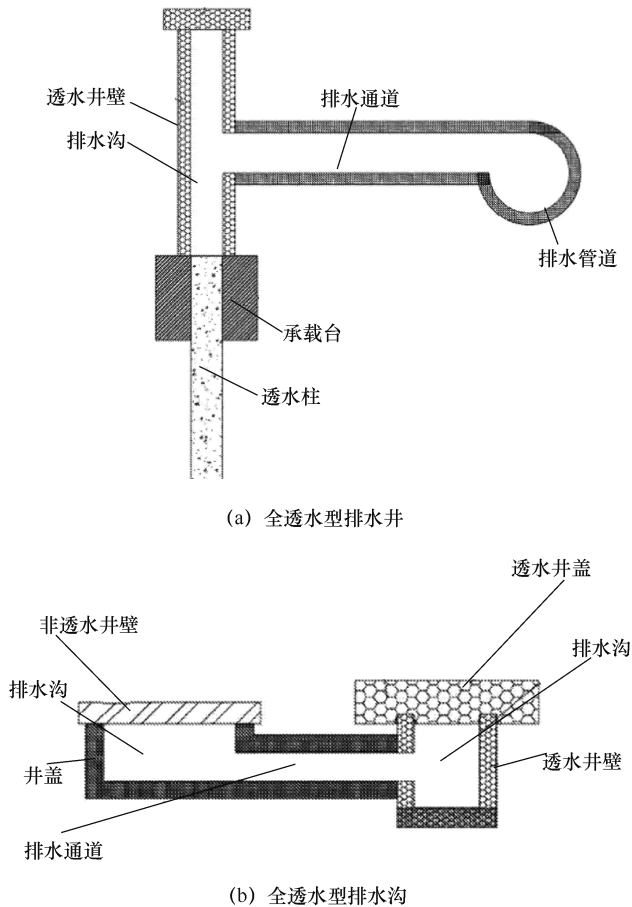 透水井壁
排水沟
排水通道
排水管道
承载台
透水柱
(a) 全透水型排水井
透水井盖
非透水井壁
排水沟
排水沟
井盖
透水井壁
排水通道
(b) 全透水型排水沟